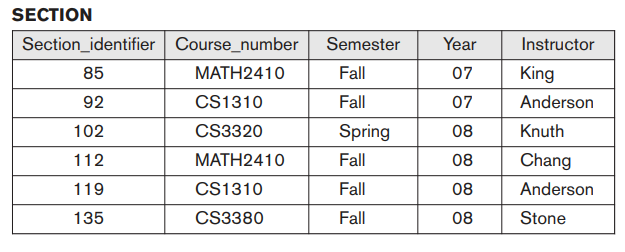 SECTION
Section_identifier Course_number Semester Year Instructor
85 MATH2410 Fall 07 King
92 CS1310 Fall 07 Anderson
102 CS3320 Spring 08 Knuth
112 MATH2410 Fall 08 Chang
119 CS1310 Fall 08 Anderson
135 CS3380 Fall 08 Stone